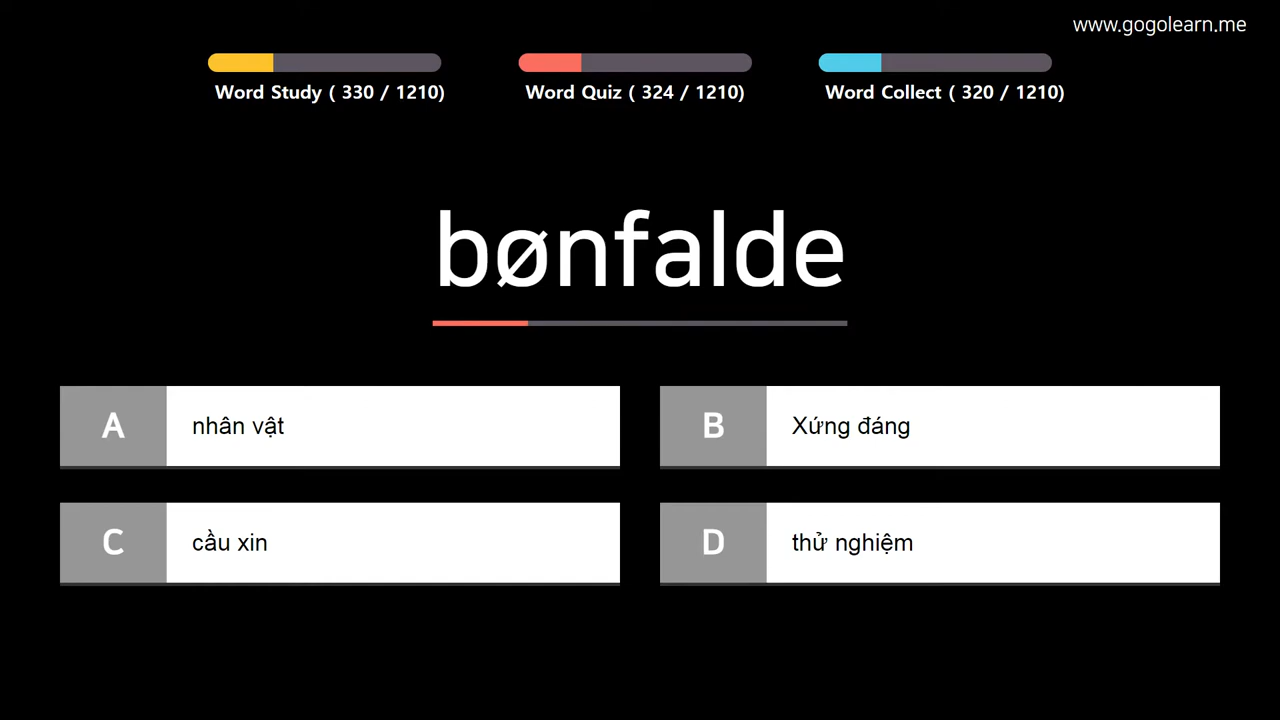 www.gogolearn.me
Word Study ( 330 / 1210)
Word Quiz ( 324 / 1210)
Word Collect ( 320 / 1210)
bønfalde
A nhân vật
B Xứng đáng
C cầu xin
D thử nghiệm